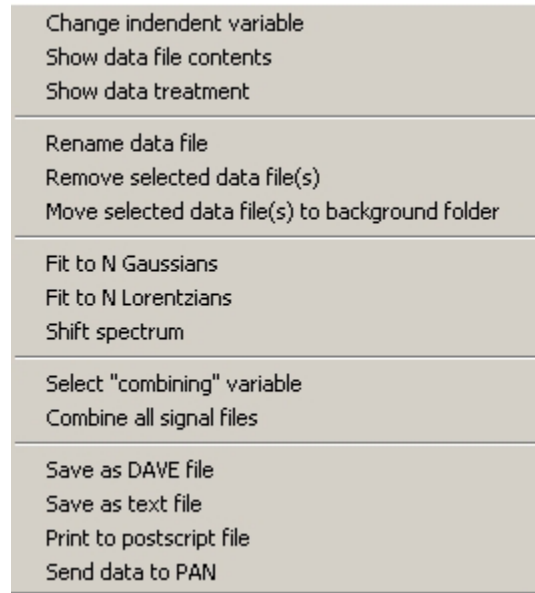 Change indendent variable
Show data file contents
Show data treatment
Rename data file
Remove selected data file(s)
Move selected data file(s) to background folder
Fit to N Gaussians
Fit to N Lorentzians
Shift spectrum
Select "combining" variable
Combine all signal files
Save as DAVE file
Save as text file
Print to postscript file
Send data to PAN